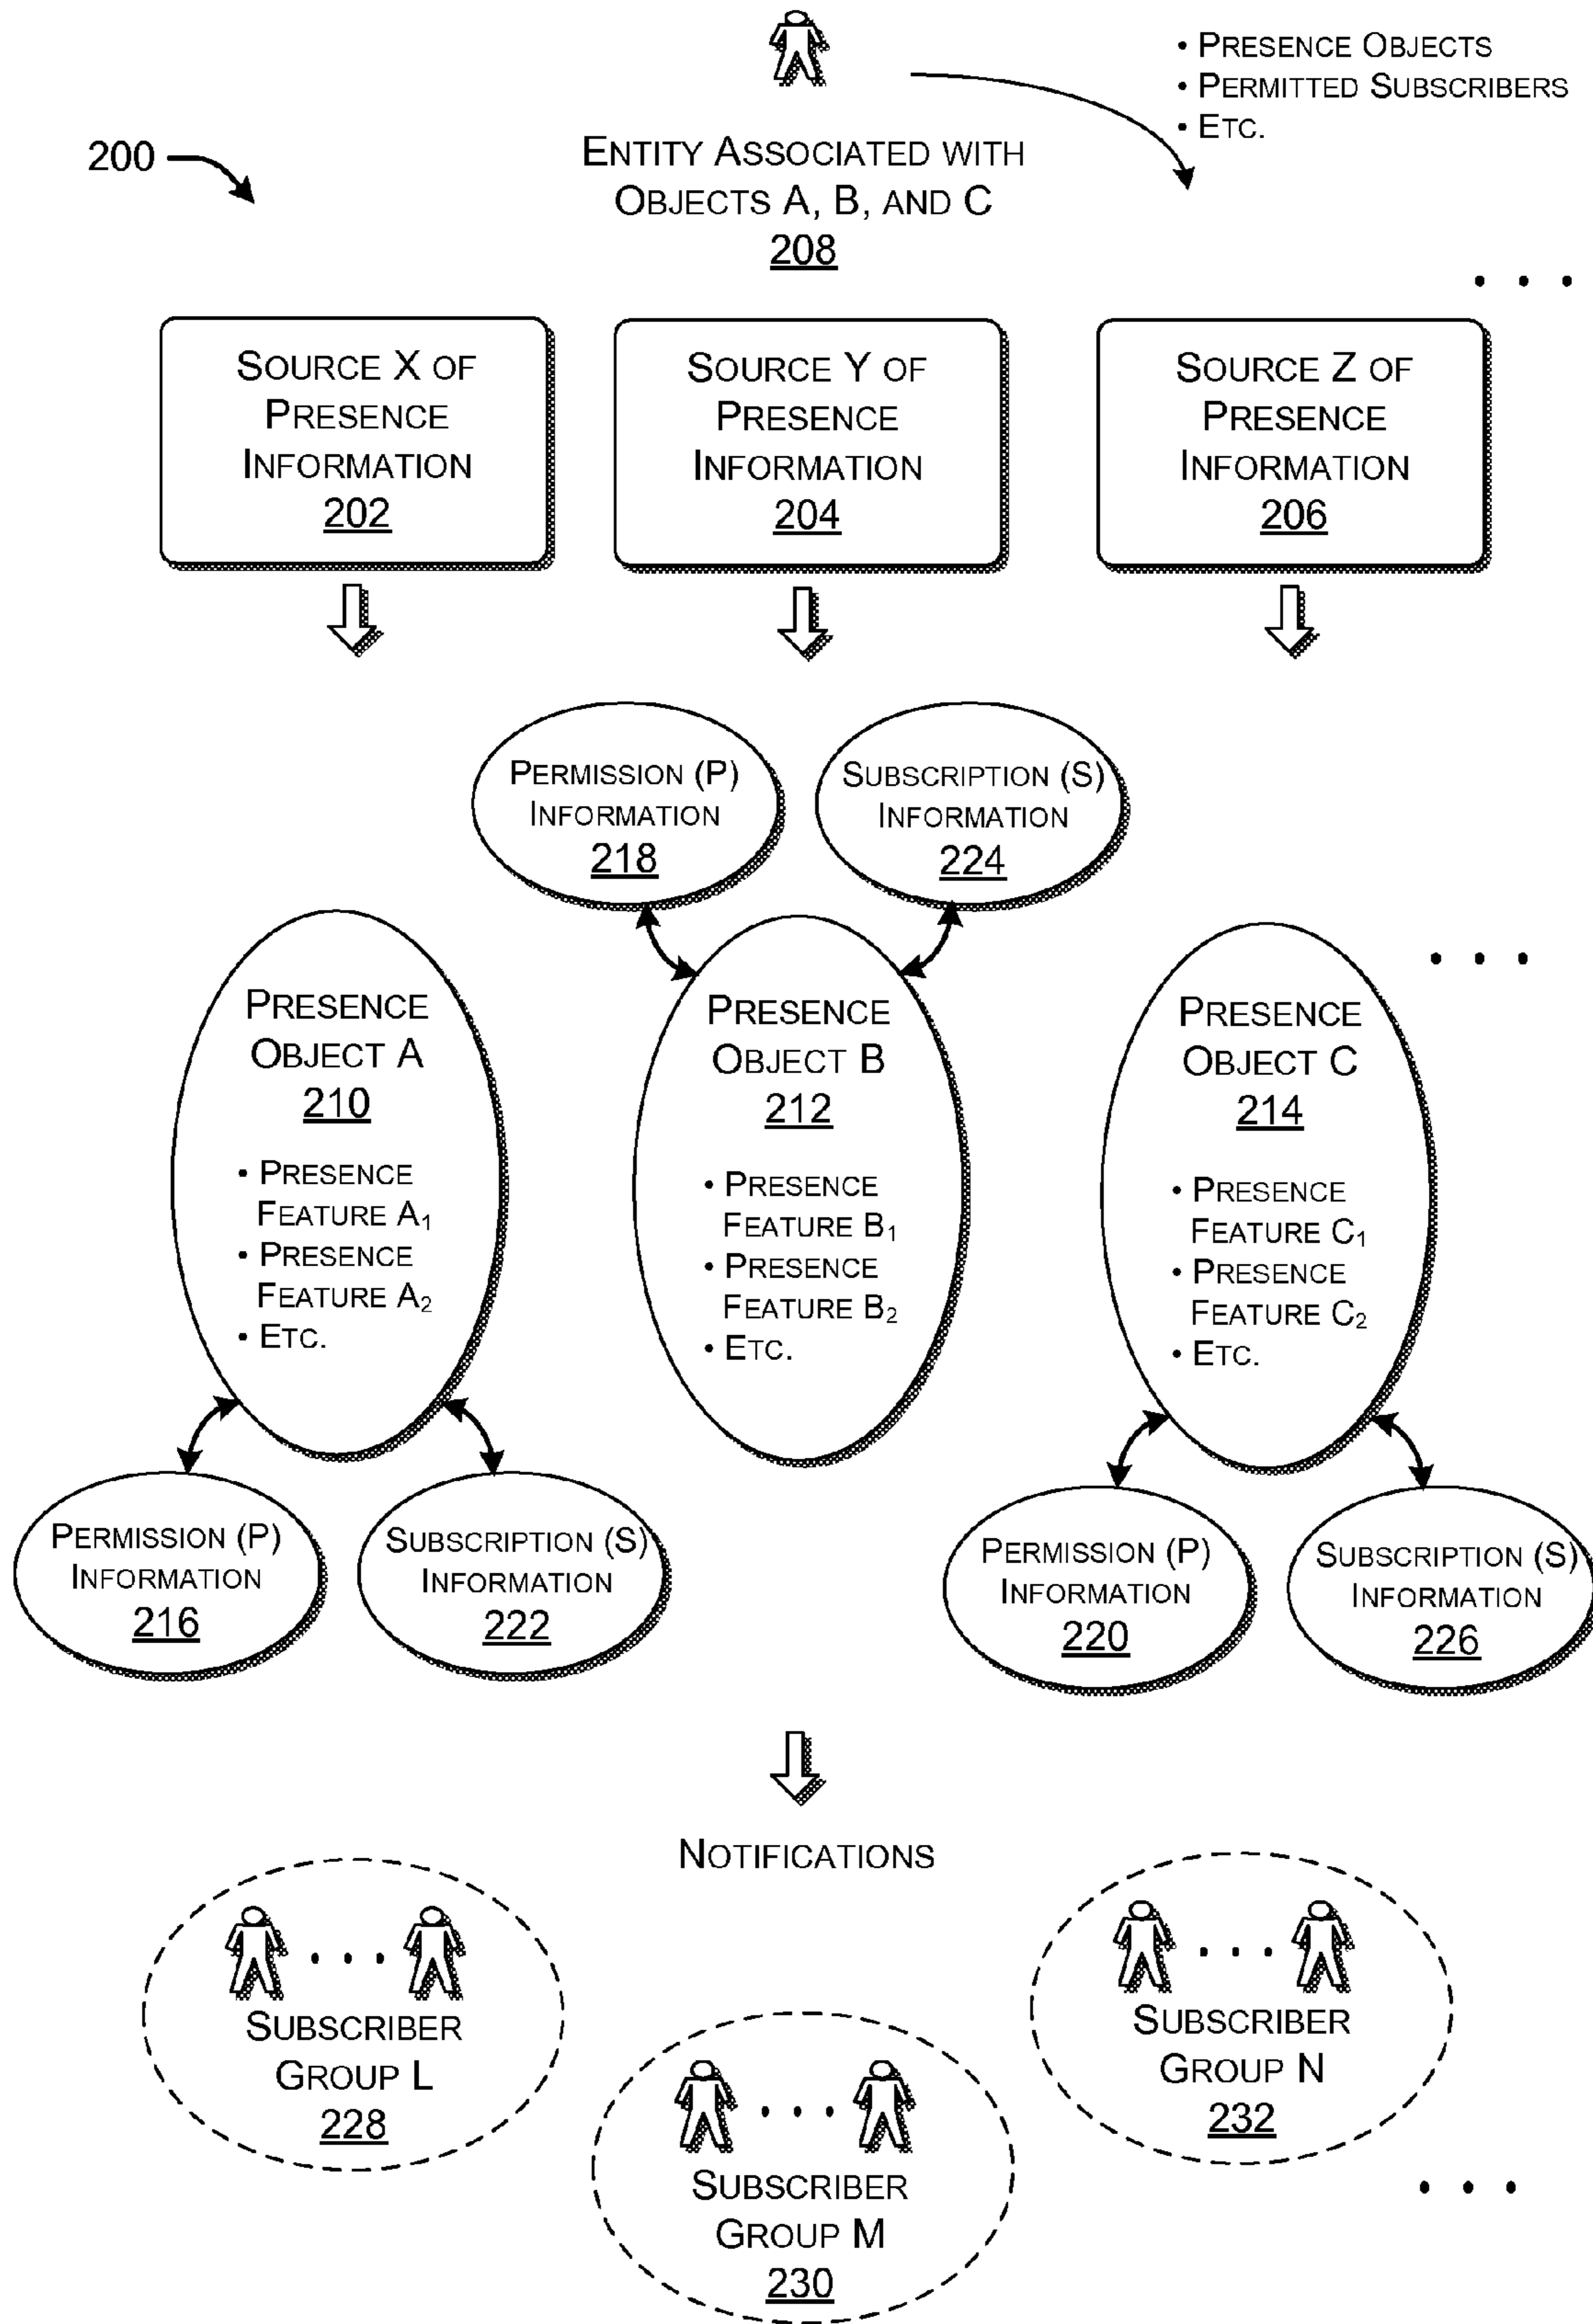 • PRESENCE OBJECTS
• PERMITTED SUBSCRIBERS
• ETC.
200
ENTITY ASSOCIATED WITH
OBJECTS A, B, AND C
208
. . .
SOURCE X OF
PRESENCE
INFORMATION
202
SOURCE Y OF
PRESENCE
INFORMATION
204
SOURCE Z OF
PRESENCE
INFORMATION
206
PERMISSION (P)
INFORMATION
218
SUBSCRIPTION (S)
INFORMATION
224
PRESENCE
OBJECT A
210
• PRESENCE
FEATURE A₁
• PRESENCE
FEATURE A₂
• ETC.
PRESENCE
OBJECT B
212
• PRESENCE
FEATURE B₁
• PRESENCE
FEATURE B₂
• ETC.
PRESENCE
OBJECT C
214
• PRESENCE
FEATURE C₁
• PRESENCE
FEATURE C₂
• ETC.
. . .
PERMISSION (P)
INFORMATION
216
SUBSCRIPTION (S)
INFORMATION
222
PERMISSION (P)
INFORMATION
220
SUBSCRIPTION (S)
INFORMATION
226
NOTIFICATIONS
. . .
SUBSCRIBER
GROUP L
228
. . .
SUBSCRIBER
GROUP M
230
. . .
SUBSCRIBER
GROUP N
232
. . .